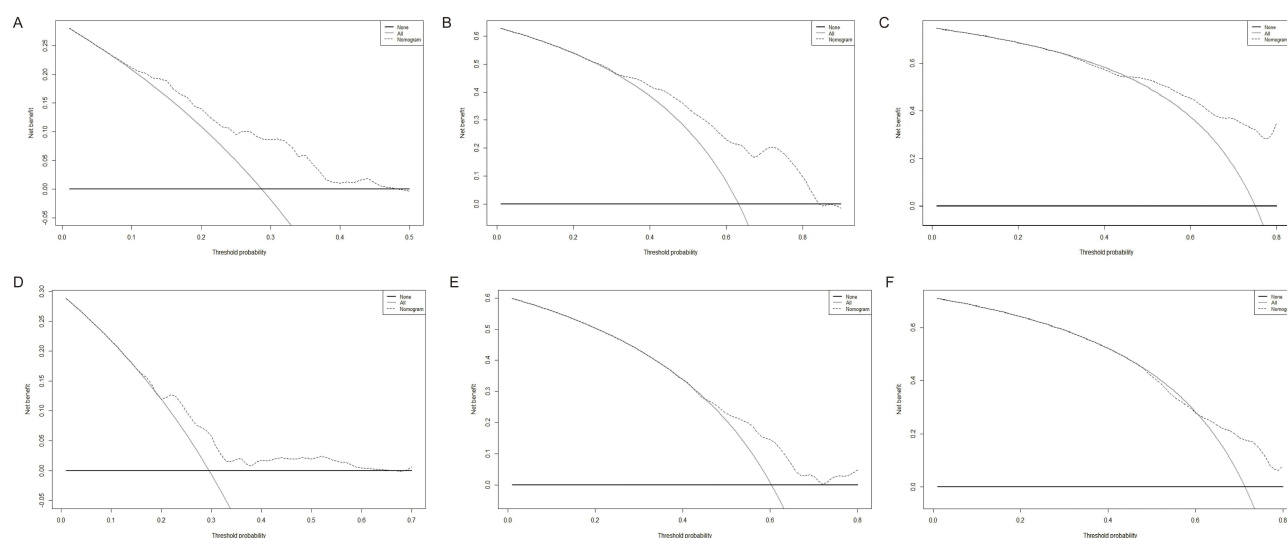 A
None
All
Nomogram
Net benefit
-0.05 0.00 0.05 0.10 0.15 0.20 0.25
0.0 0.1 0.2 0.3 0.4 0.5
Threshold probability
B
None
All
Nomogram
Net benefit
0.0 0.1 0.2 0.3 0.4 0.5 0.6
0.0 0.2 0.4 0.6 0.8
Threshold probability
C
None
All
Nomogram
Net benefit
0.0 0.2 0.4 0.6
0.0 0.2 0.4 0.6 0.8
Threshold probability
D
None
All
Nomogram
Net benefit
-0.05 0.00 0.05 0.10 0.15 0.20 0.25 0.30
0.0 0.1 0.2 0.3 0.4 0.5 0.6 0.7
Threshold probability
E
None
All
Nomogram
Net benefit
0.0 0.1 0.2 0.3 0.4 0.5 0.6
0.0 0.2 0.4 0.6 0.8
Threshold probability
F
None
All
Nomogram
Net benefit
0.0 0.2 0.4 0.6
0.0 0.2 0.4 0.6 0.8
Threshold probability